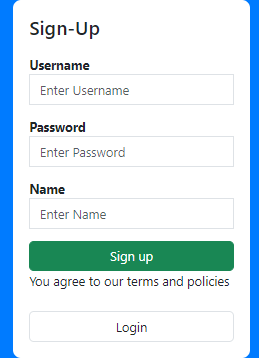 Sign-Up
Username
Enter Username
Password
Enter Password
Name
Enter Name
Sign up
You agree to our terms and policies
Login